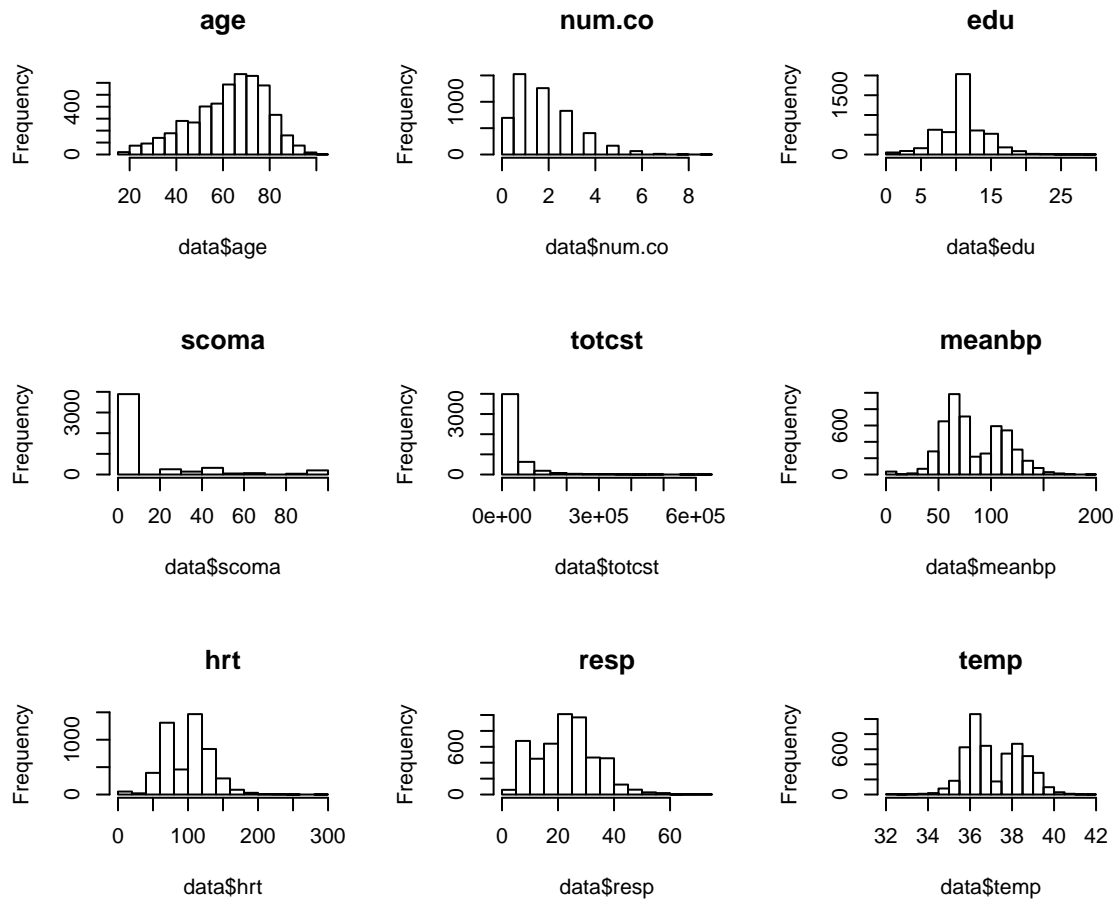 age
Frequency
0
400
20
40
60
80
data$age
num.co
Frequency
0
1000
0
2
4
6
8
data$num.co
edu
Frequency
0
1500
0
5
15
25
data$edu
scoma
Frequency
0
3000
0
20
40
60
80
data$scoma
totcst
Frequency
0
3000
0e+00
3e+05
6e+05
data$totcst
meanbp
Frequency
0
600
0
50
100
200
data$meanbp
hrt
Frequency
0
1000
0
100
200
300
data$hrt
resp
Frequency
0
600
0
20
40
60
data$resp
temp
Frequency
0
600
32
34
36
38
40
42
data$temp